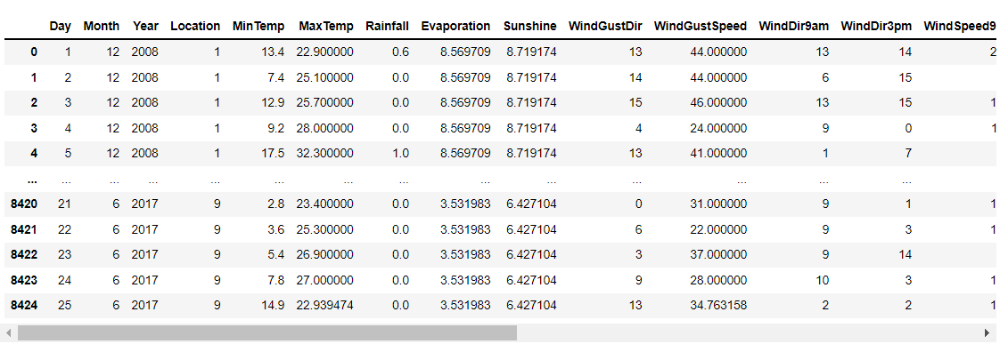 Day Month Year Location MinTemp MaxTemp Rainfall Evaporation Sunshine WindGustDir WindGustSpeed WindDir9am WindDir3pm WindSpeed9
0 1 12 2008 1 13.4 22.900000 0.6 8.569709 8.719174 13 44.000000 13 14 2
1 2 12 2008 1 7.4 25.100000 0.0 8.569709 8.719174 14 44.000000 6 15
2 3 12 2008 1 12.9 25.700000 0.0 8.569709 8.719174 15 46.000000 13 15 1
3 4 12 2008 1 9.2 28.000000 0.0 8.569709 8.719174 4 24.000000 9 0 1
4 5 12 2008 1 17.5 32.300000 1.0 8.569709 8.719174 13 41.000000 1 7
... ... ... ... ... ... ... ... ... ... ... ... ... ...
8420 21 6 2017 9 2.8 23.400000 0.0 3.531983 6.427104 0 31.000000 9 1 1
8421 22 6 2017 9 3.6 25.300000 0.0 3.531983 6.427104 6 22.000000 9 3 1
8422 23 6 2017 9 5.4 26.900000 0.0 3.531983 6.427104 3 37.000000 9 14
8423 24 6 2017 9 7.8 27.000000 0.0 3.531983 6.427104 9 28.000000 10 3 1
8424 25 6 2017 9 14.9 22.939474 0.0 3.531983 6.427104 13 34.763158 2 2 1